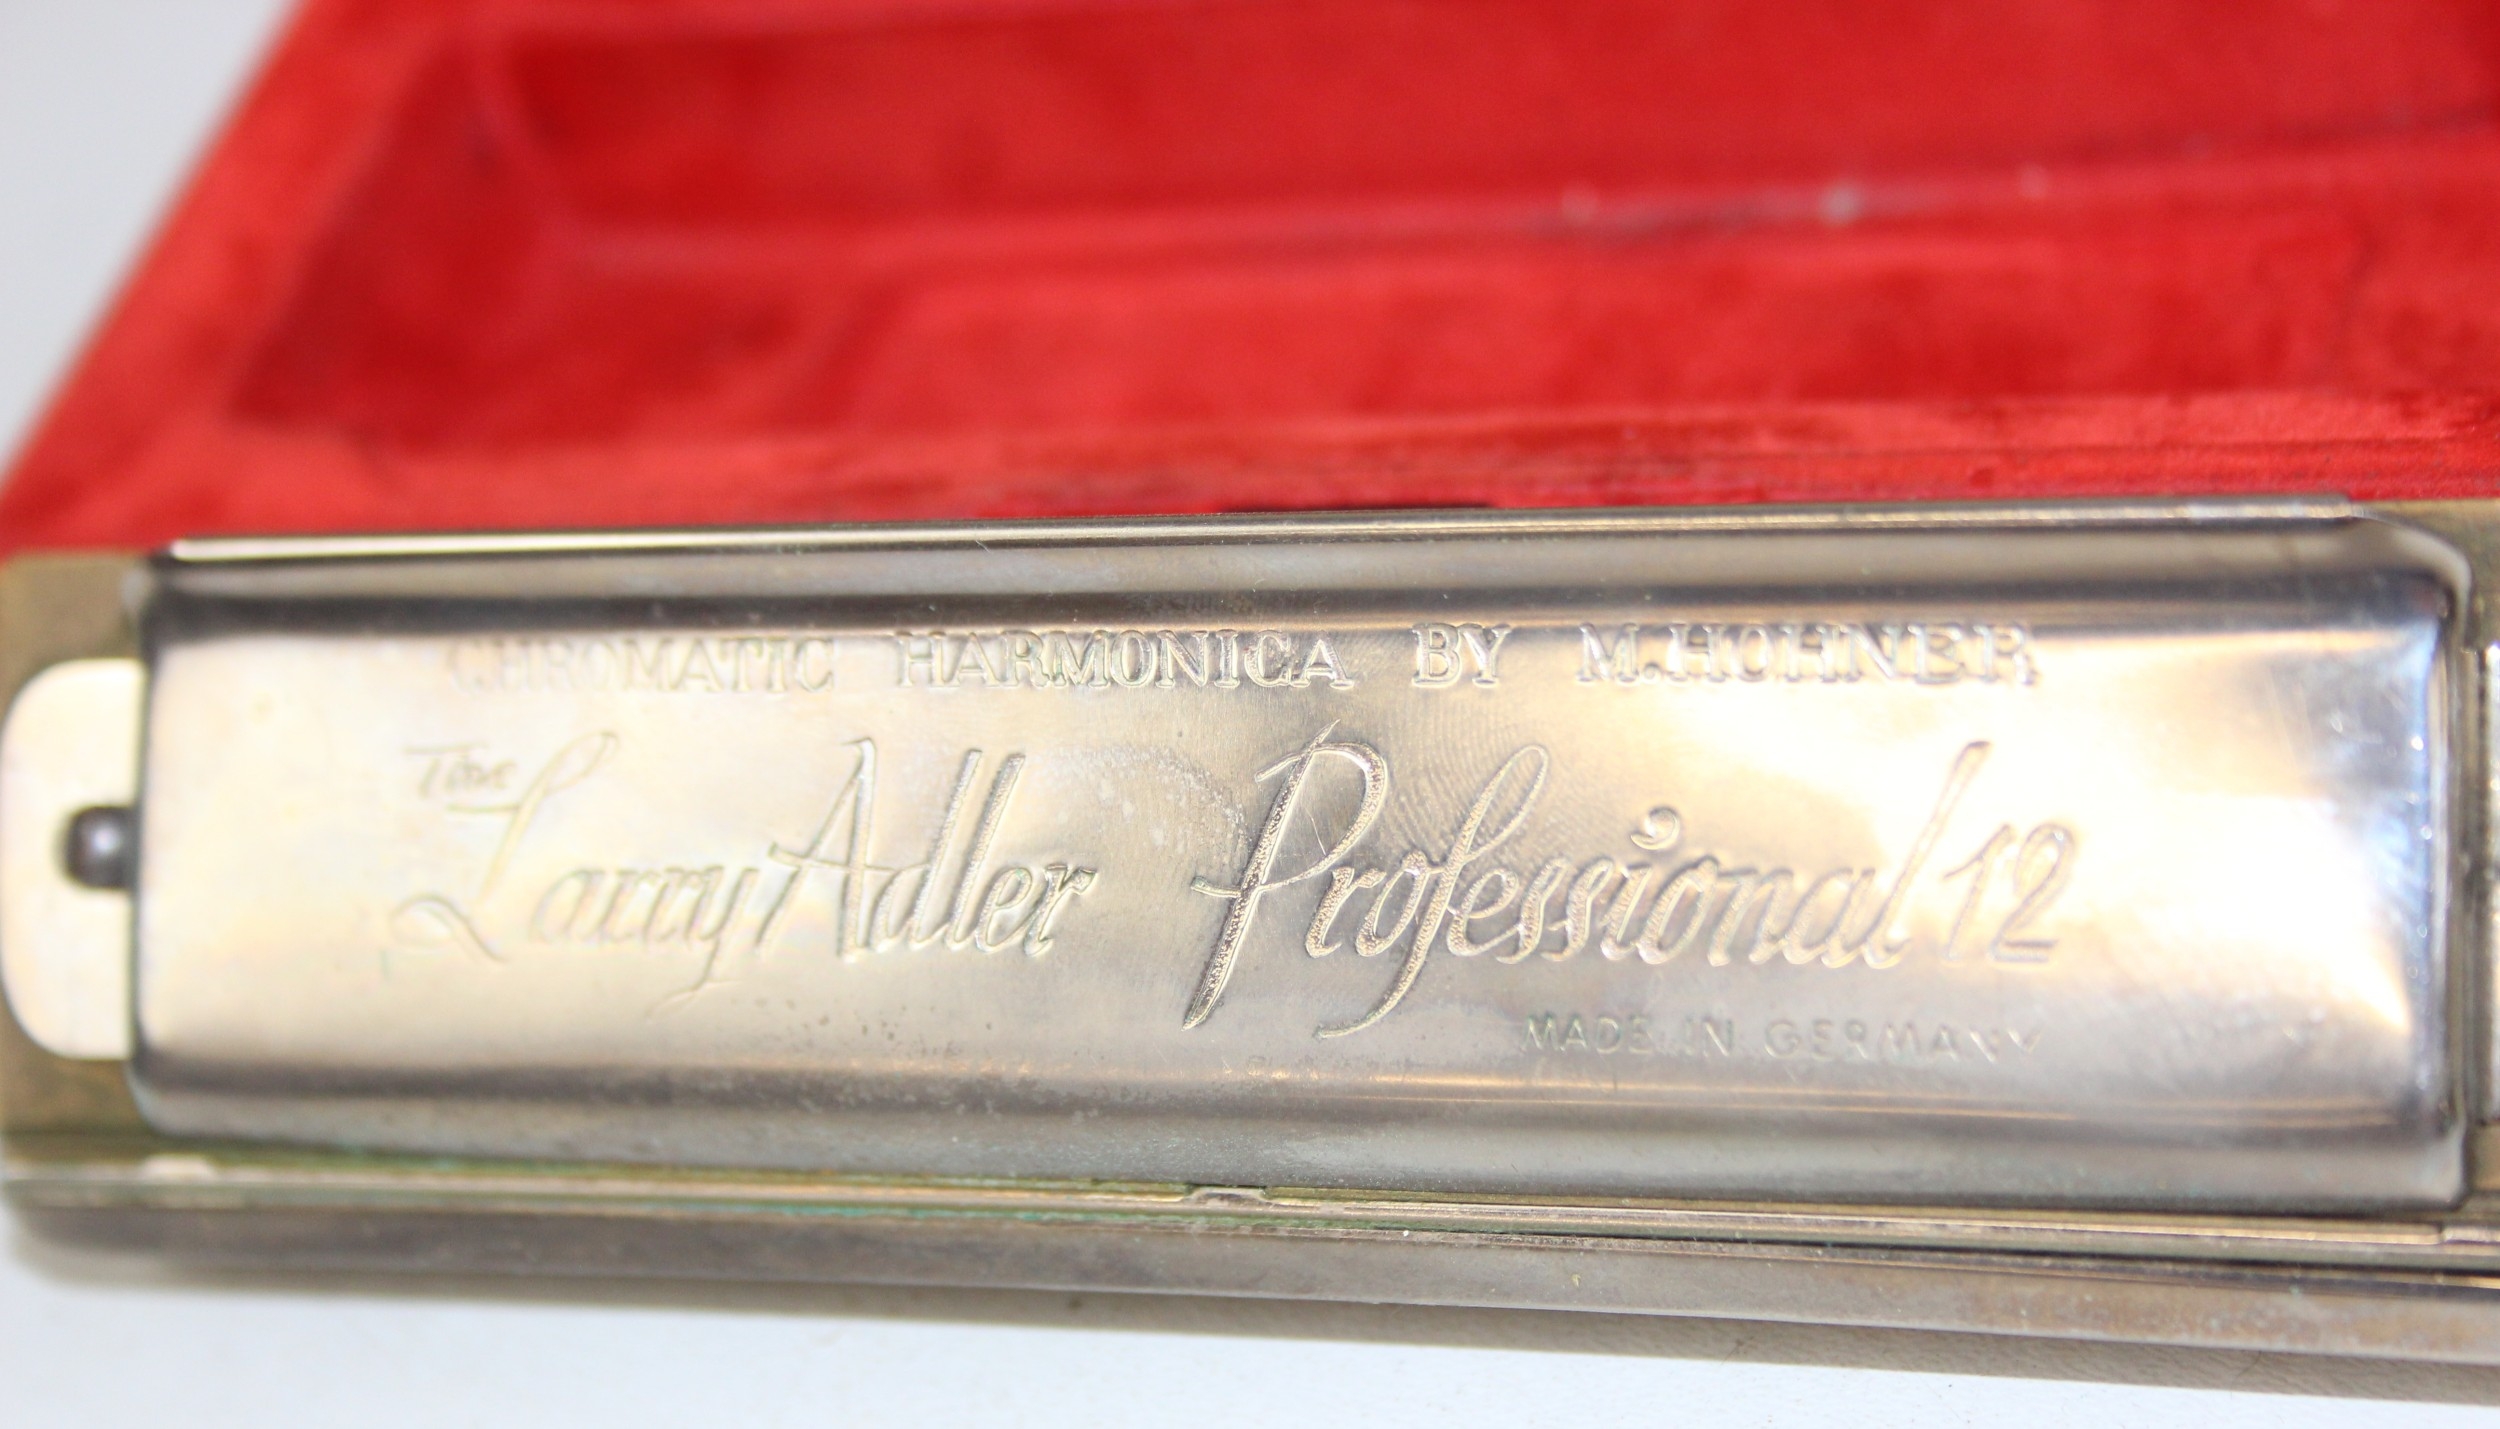 CHROMATIC HARMONICA BY M.HOHNER
The Larry Adler Professional 12
MADE IN GERMANY